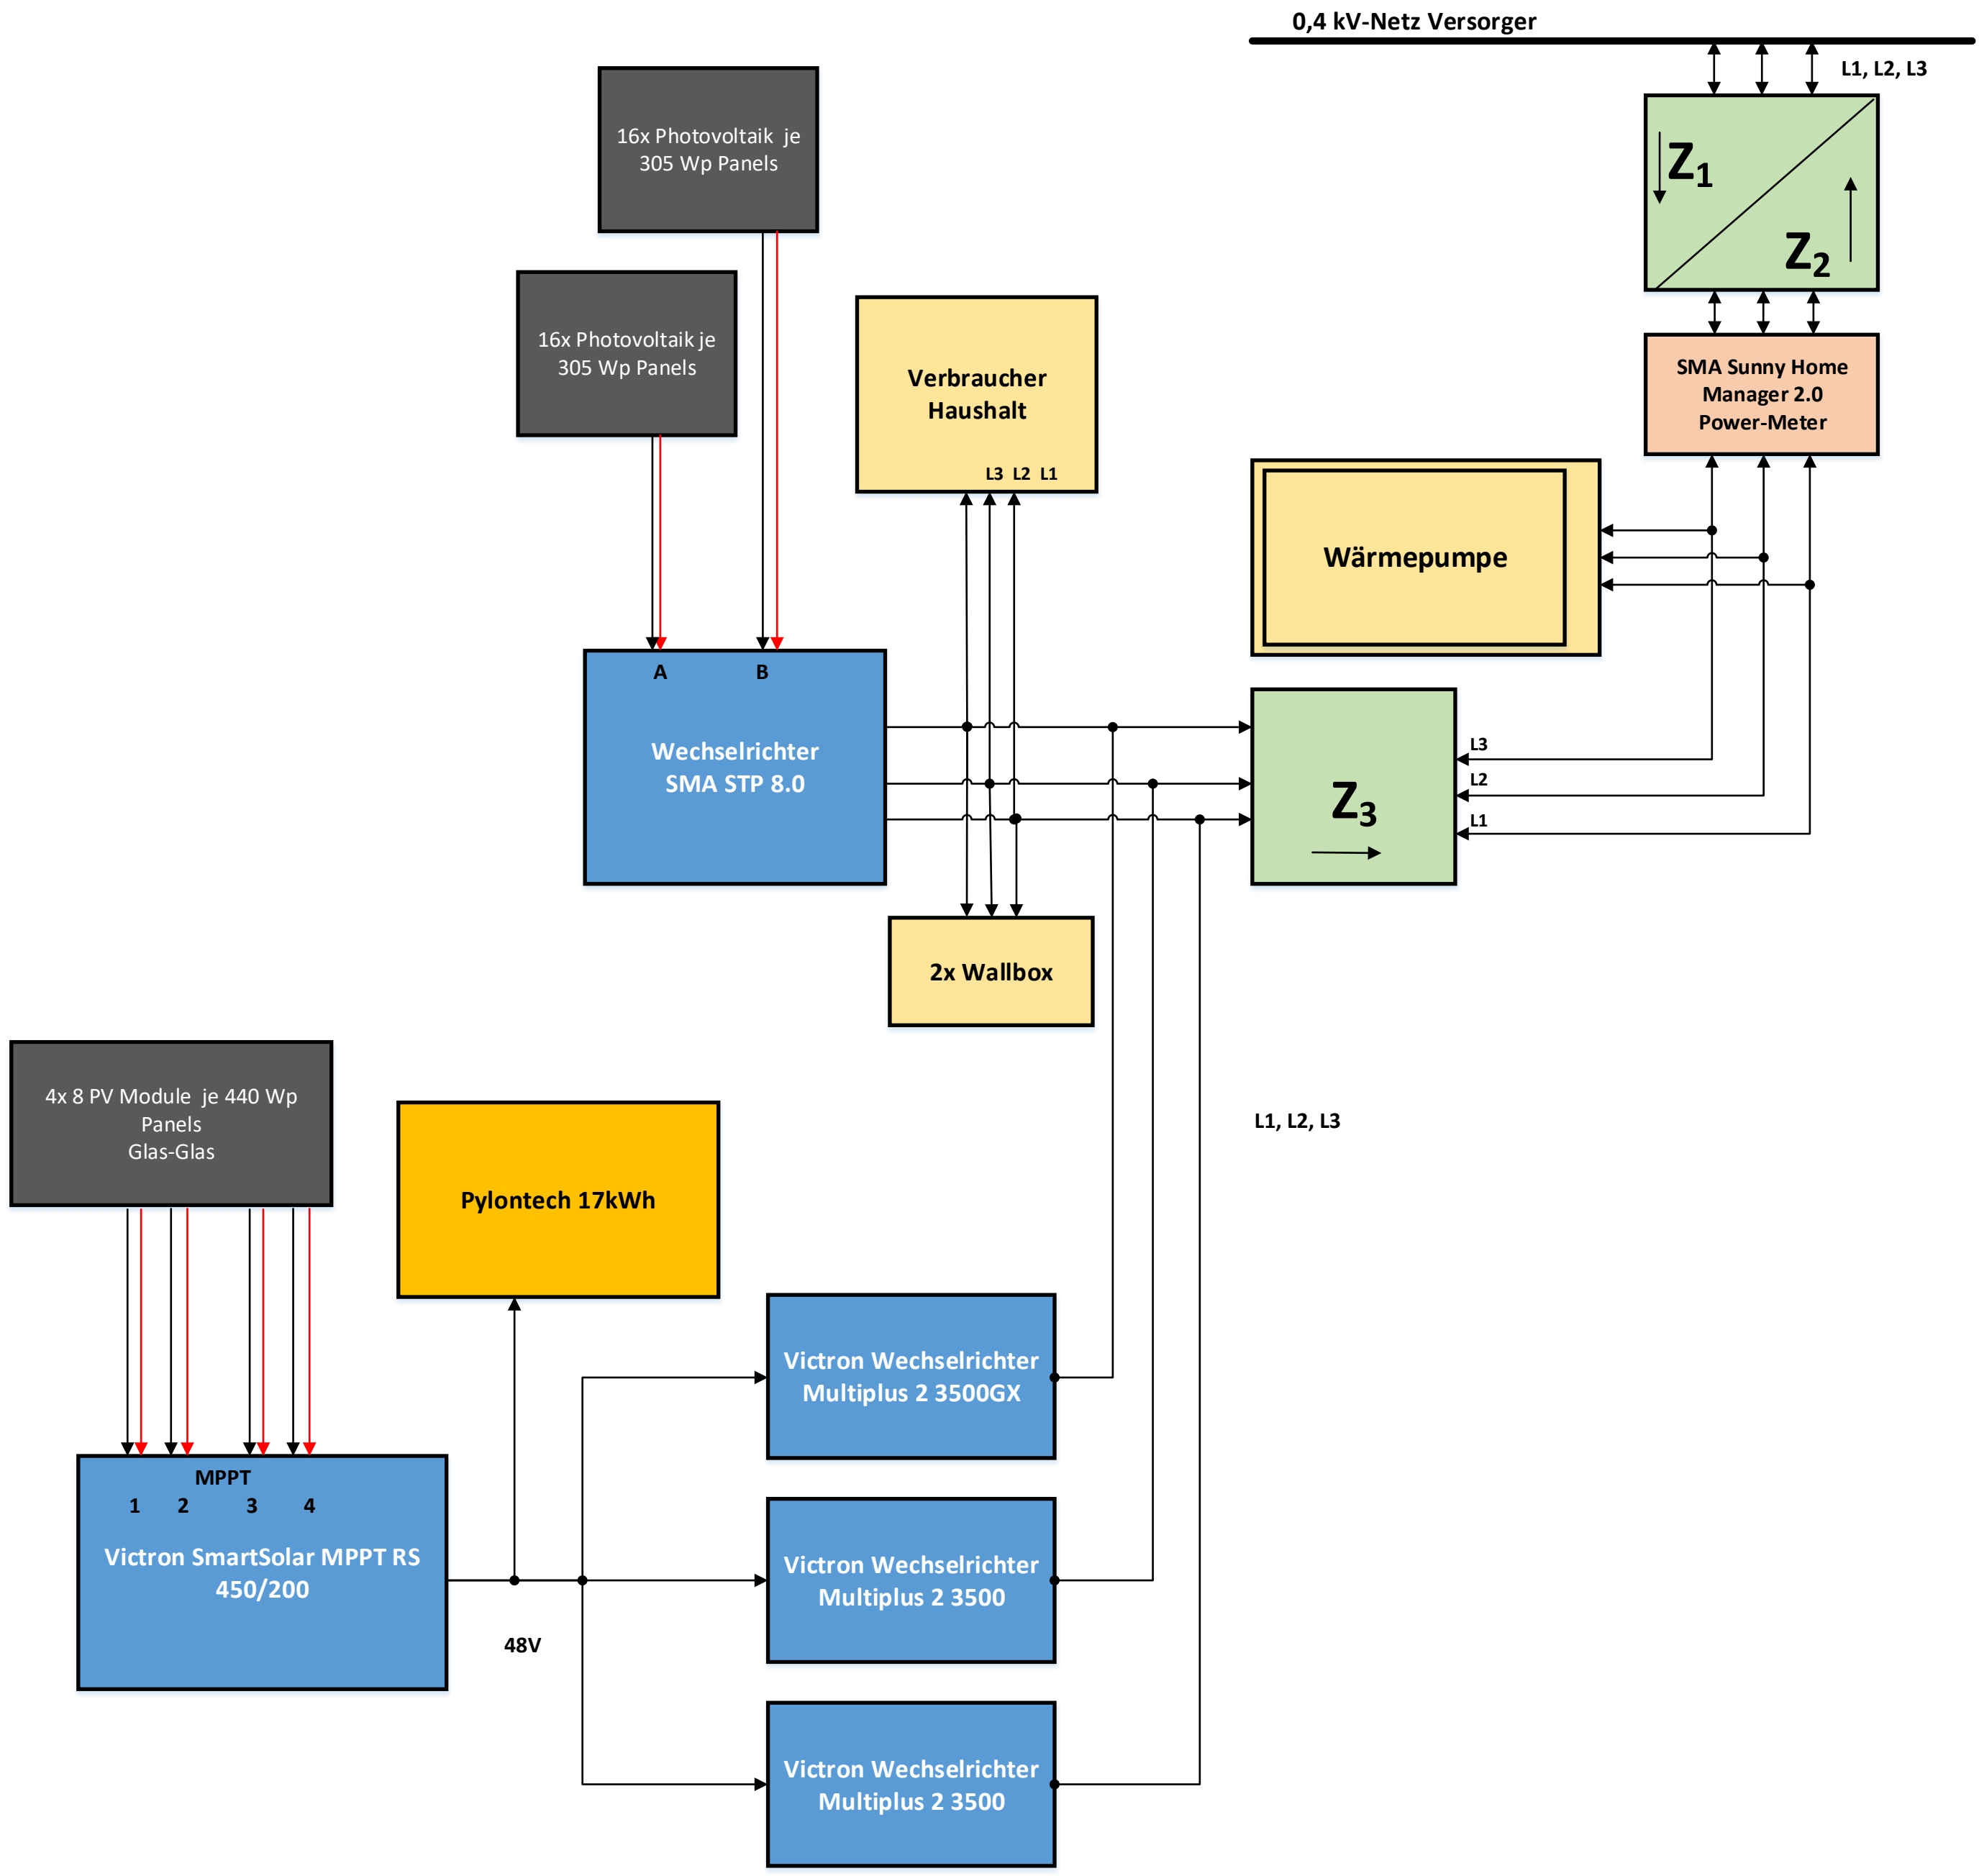 0,4 kV-Netz Versorger
L1, L2, L3
16x Photovoltaik je
305 Wp Panels
Z1
Z2
16x Photovoltaik je
305 Wp Panels
Verbraucher
Haushalt
L3 L2 L1
SMA Sunny Home
Manager 2.0
Power-Meter
Wärmepumpe
A B
Wechselrichter
SMA STP 8.0
L3
L2
L1
Z3
2x Wallbox
4x 8 PV Module je 440 Wp
Panels
Glas-Glas
L1, L2, L3
Pylontech 17kWh
Victron Wechselrichter
Multiplus 2 3500GX
MPPT
1 2 3 4
Victron SmartSolar MPPT RS
450/200
Victron Wechselrichter
Multiplus 2 3500
48V
Victron Wechselrichter
Multiplus 2 3500